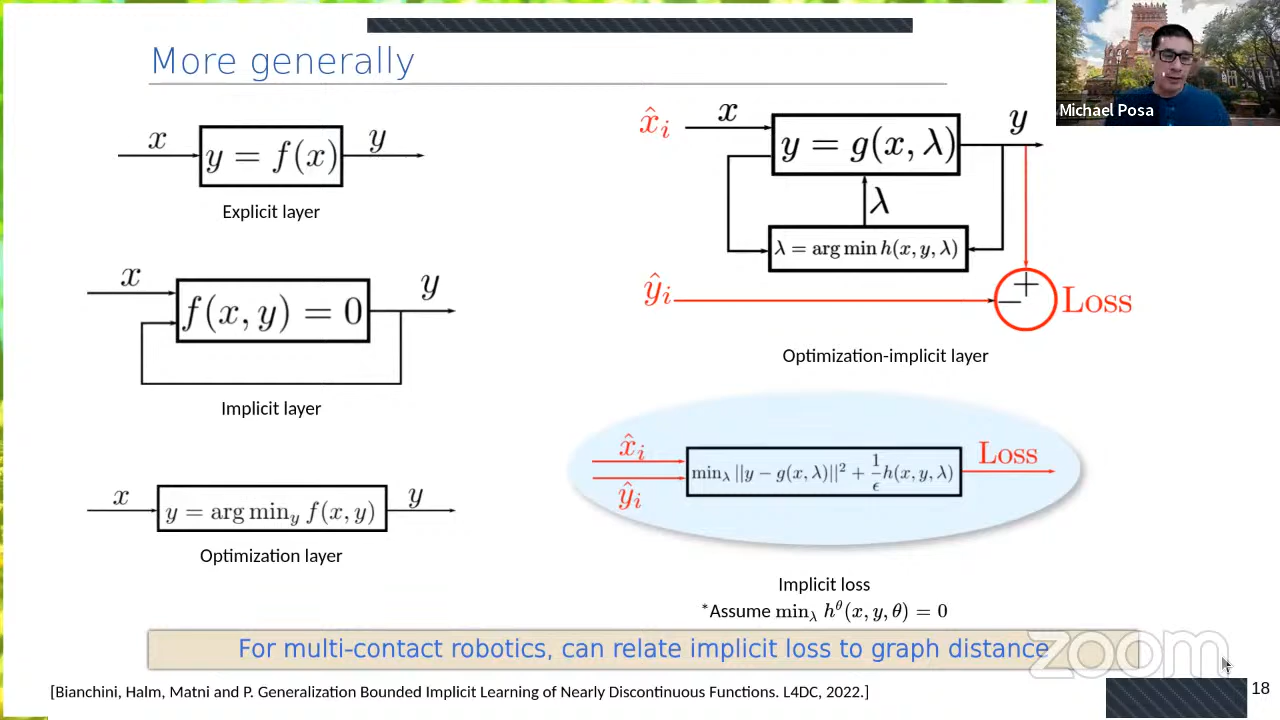 More generally
Michael Posa
x
y = f(x)
y
Explicit layer
x
f(x, y) = 0
y
Implicit layer
x
y = arg min_y f(x, y)
y
Optimization layer
x̂_i
x
y = g(x, λ)
y
λ
λ = arg min h(x, y, λ)
ŷ_i
+
−
Loss
Optimization-implicit layer
x̂_i
ŷ_i
min_λ ||y − g(x, λ)||² + 1/ϵ h(x, y, λ)
Loss
Implicit loss
*Assume min_λ h^θ(x, y, θ) = 0
For multi-contact robotics, can relate implicit loss to graph distance
zoom
[Bianchini, Halm, Matni and P. Generalization Bounded Implicit Learning of Nearly Discontinuous Functions. L4DC, 2022.]
18